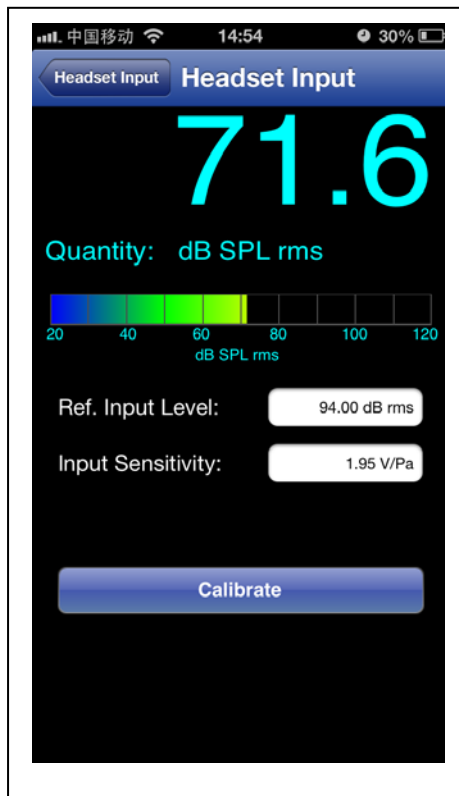 中国移动 14:54 30%
Headset Input Headset Input
71.6
Quantity: dB SPL rms
20 40 60 80 100 120
dB SPL rms
Ref. Input Level: 94.00 dB rms
Input Sensitivity: 1.95 V/Pa
Calibrate